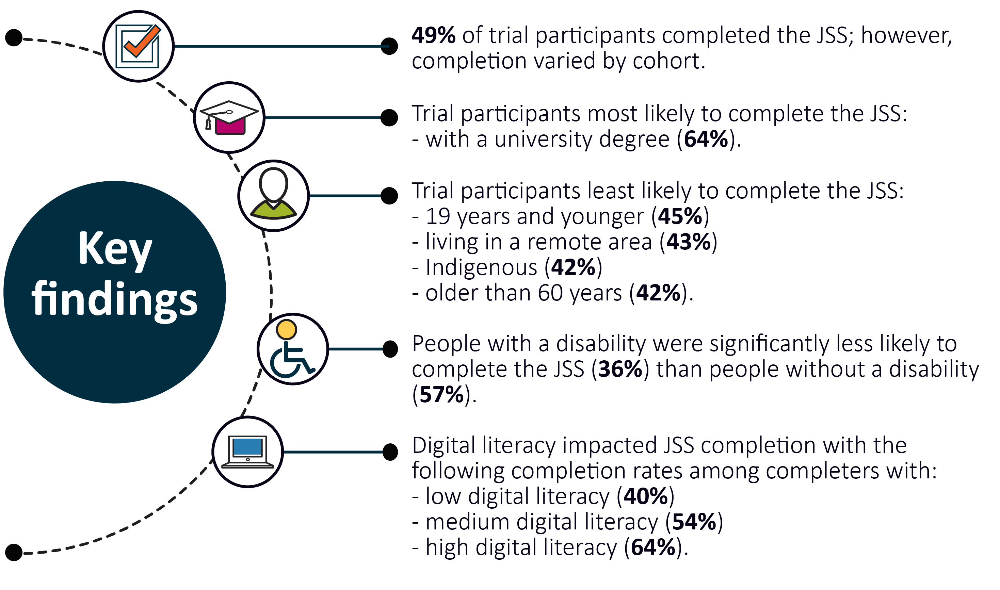 Key
findings
49% of trial participants completed the JSS; however,
completion varied by cohort.
Trial participants most likely to complete the JSS:
- with a university degree (64%).
Trial participants least likely to complete the JSS:
- 19 years and younger (45%)
- living in a remote area (43%)
- Indigenous (42%)
- older than 60 years (42%).
People with a disability were significantly less likely to
complete the JSS (36%) than people without a disability
(57%).
Digital literacy impacted JSS completion with the
following completion rates among completers with:
- low digital literacy (40%)
- medium digital literacy (54%)
- high digital literacy (64%).